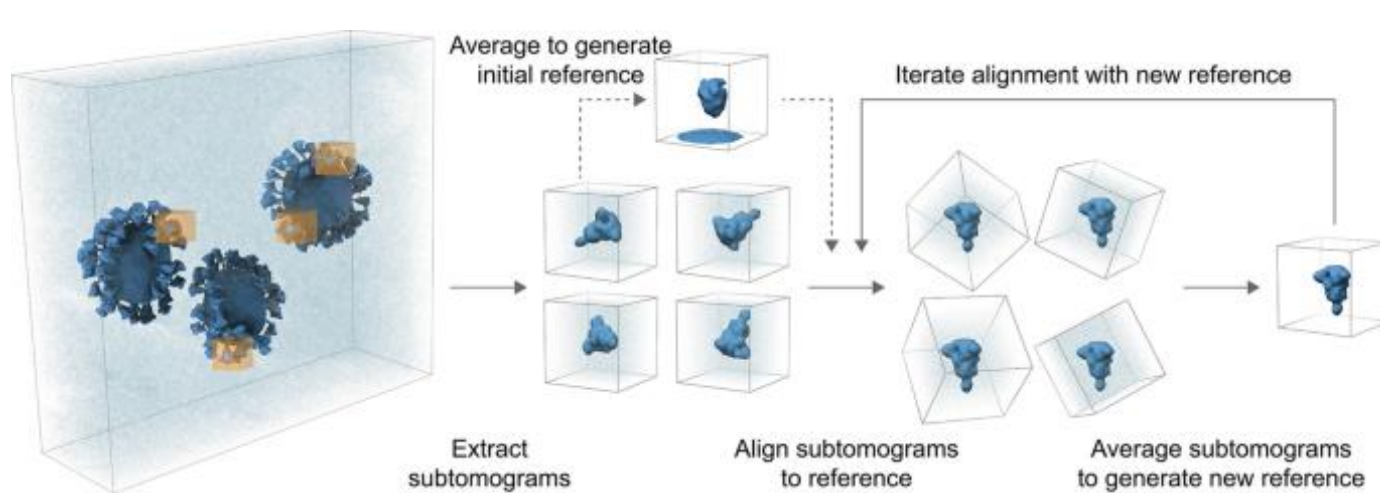 Average to generate
initial reference
Iterate alignment with new reference
Extract
subtomograms
Align subtomograms
to reference
Average subtomograms
to generate new reference